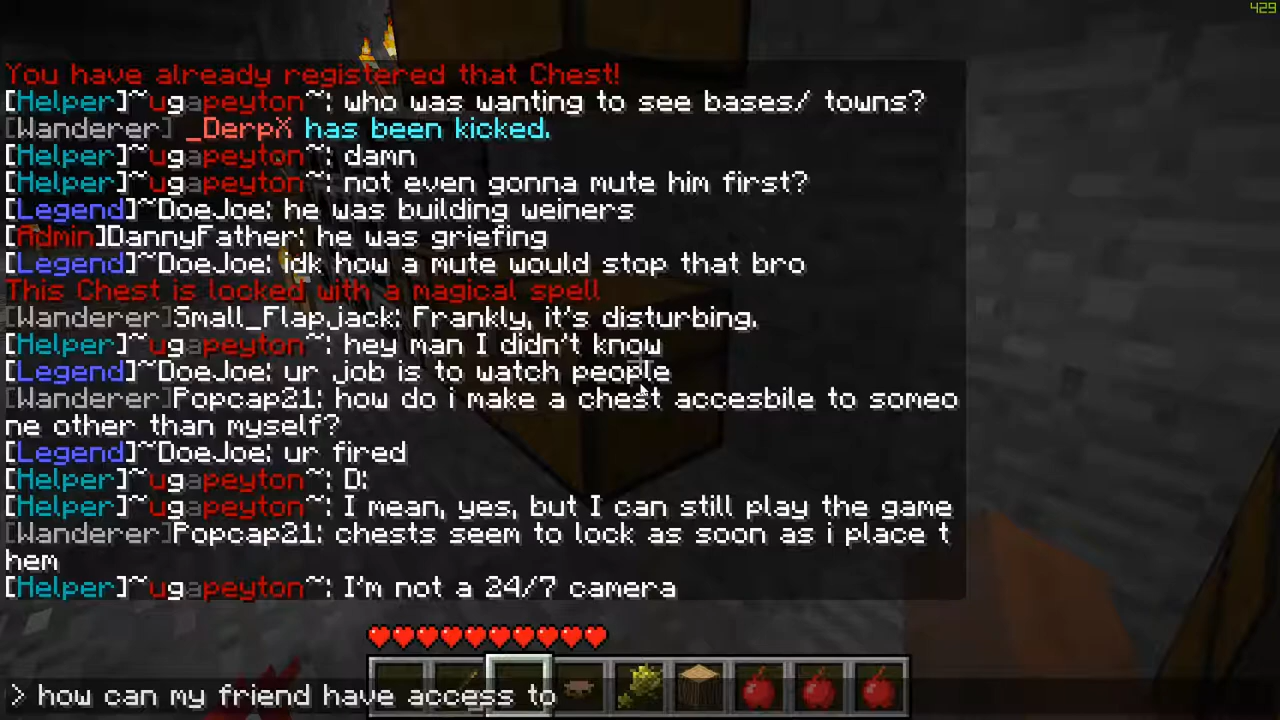 429
You have already registered that Chest!
[Helper]~ugapeyton~: who was wanting to see bases/ towns?
[Wanderer] _DerpX has been kicked.
[Helper]~ugapeyton~: damn
[Helper]~ugapeyton~: not even gonna mute him first?
[Legend]~DoeJoe: he was building weiners
[Admin]DannyFather: he was griefing
[Legend]~DoeJoe: idk how a mute would stop that bro
This Chest is locked with a magical spell
[Wanderer]Small_Flapjack: Frankly, it's disturbing.
[Helper]~ugapeyton~: hey man I didn't know
[Legend]~DoeJoe: ur job is to watch people
[Wanderer]Popcap21: how do i make a chest accesbile to someo
ne other than myself?
[Legend]~DoeJoe: ur fired
[Helper]~ugapeyton~: D:
[Helper]~ugapeyton~: I mean, yes, but I can still play the game
[Wanderer]Popcap21: chests seem to lock as soon as i place t
hem
[Helper]~ugapeyton~: I'm not a 24/7 camera
> how can my friend have access to